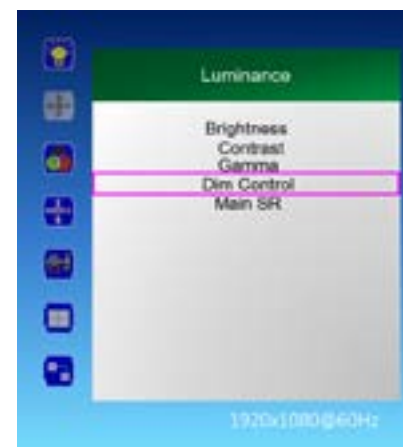 Luminance
Brightness
Contrast
Gamma
Dim Control
Main SR
1920x1080@60Hz